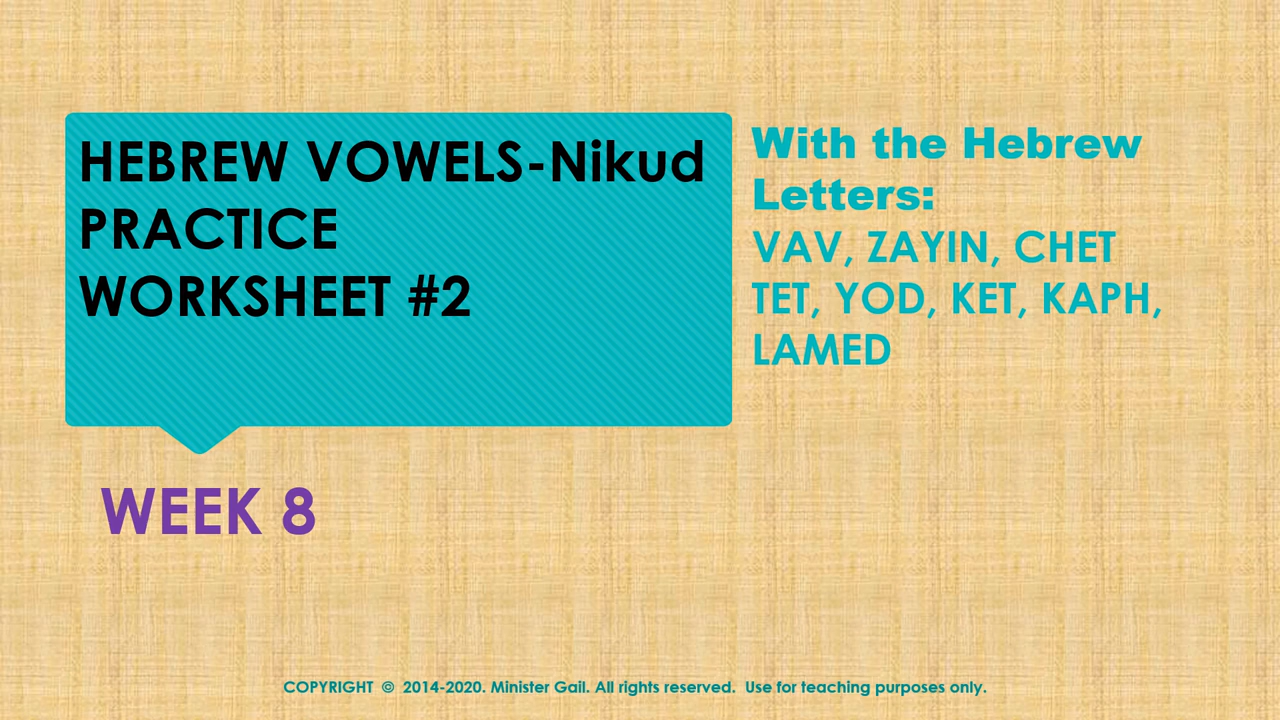 HEBREW VOWELS-Nikud
PRACTICE
WORKSHEET #2
With the Hebrew
Letters:
VAV, ZAYIN, CHET
TET, YOD, KET, KAPH,
LAMED
WEEK 8
COPYRIGHT © 2014-2020. Minister Gail. All rights reserved. Use for teaching purposes only.